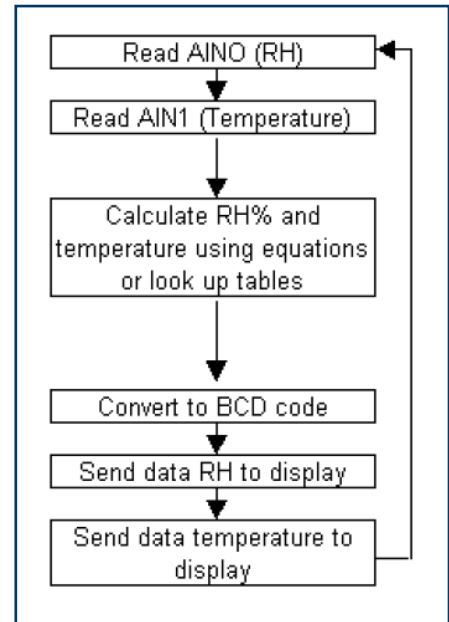 Read AINO (RH)
Read AIN1 (Temperature)
Calculate RH% and
temperature using equations
or look up tables
Convert to BCD code
Send data RH to display
Send data temperature to
display